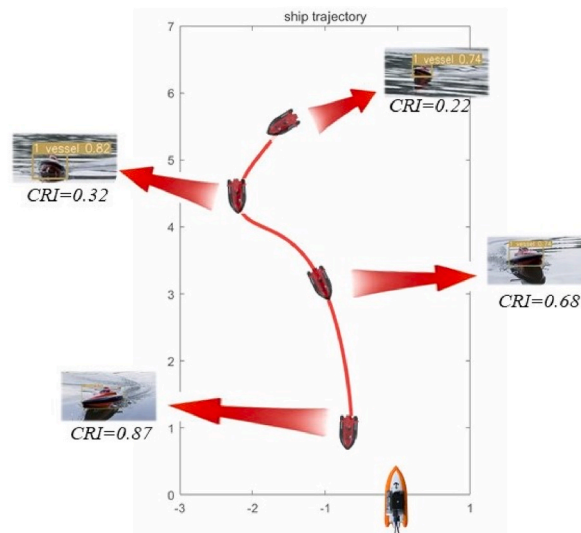 ship trajectory
7
1 vessel 0.74
6
CRI=0.22
5
1 vessel 0.82
CRI=0.32
4
3
CRI=0.68
2
1
CRI=0.87
0
-3
-2
-1
0
1